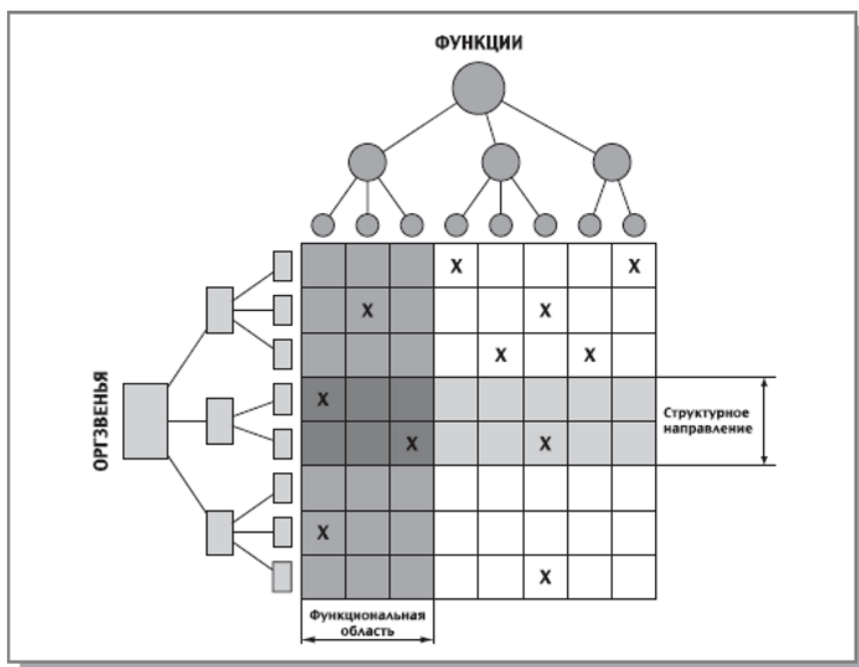 ФУНКЦИИ
ОРГЗВЕНЬЯ
X X
X X
X X
X
X X
X
X
Структурное
направление
Функциональная
область